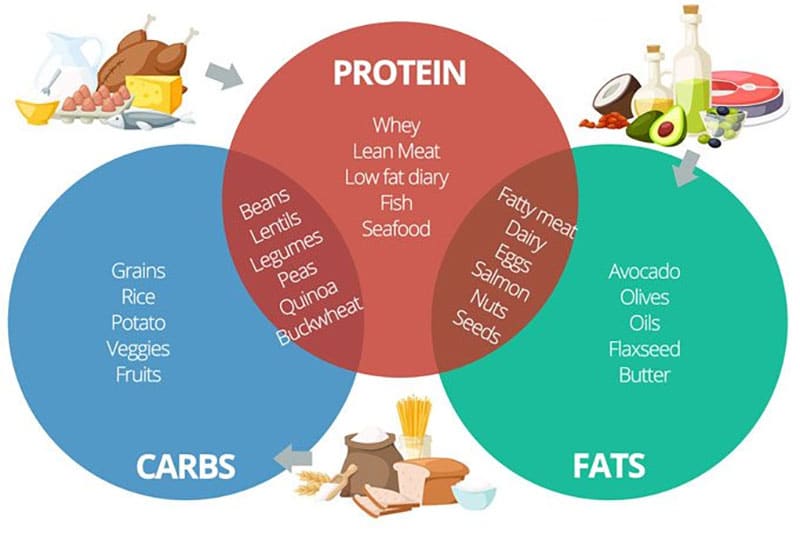 PROTEIN
Whey
Lean Meat
Low fat diary
Fish
Seafood
Beans
Lentils
Legumes
Peas
Quinoa
Buckwheat
Fatty meat
Dairy
Eggs
Salmon
Nuts
Seeds
Grains
Rice
Potato
Veggies
Fruits
CARBS
Avocado
Olives
Oils
Flaxseed
Butter
FATS